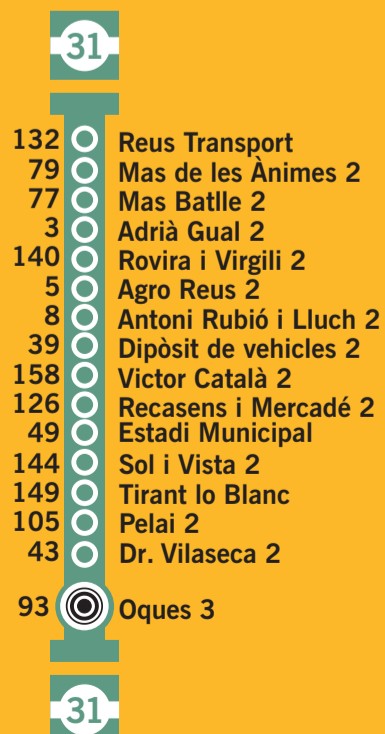 31
132 Reus Transport
79 Mas de les Ànimes 2
77 Mas Batlle 2
3 Adrià Gual 2
140 Rovira i Virgili 2
5 Agro Reus 2
8 Antoni Rubió i Lluch 2
39 Dipòsit de vehicles 2
158 Victor Català 2
126 Recasens i Mercadé 2
49 Estadi Municipal
144 Sol i Vista 2
149 Tirant lo Blanc
105 Pelai 2
43 Dr. Vilaseca 2
93 Oques 3
31